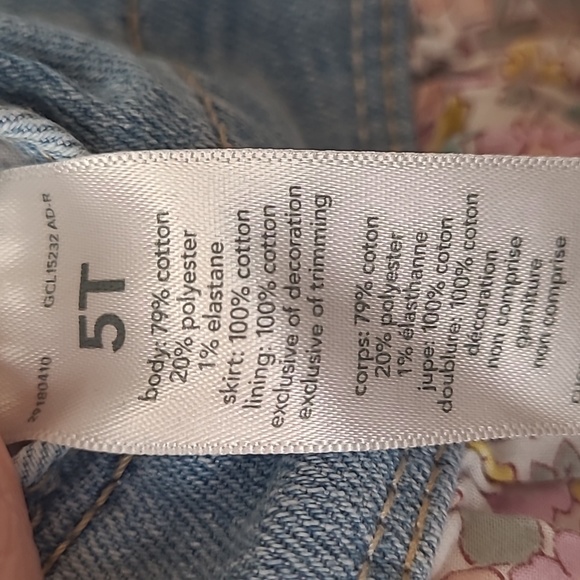 29180410 GCL15232 AD-R
5T
body: 79% cotton
20% polyester
1% elastane
skirt: 100% cotton
lining: 100% cotton
exclusive of decoration
exclusive of trimming
corps: 79% coton
20% polyester
1% élasthanne
jupe: 100% coton
doublure: 100% coton
décoration
non comprise
garniture
non comprise